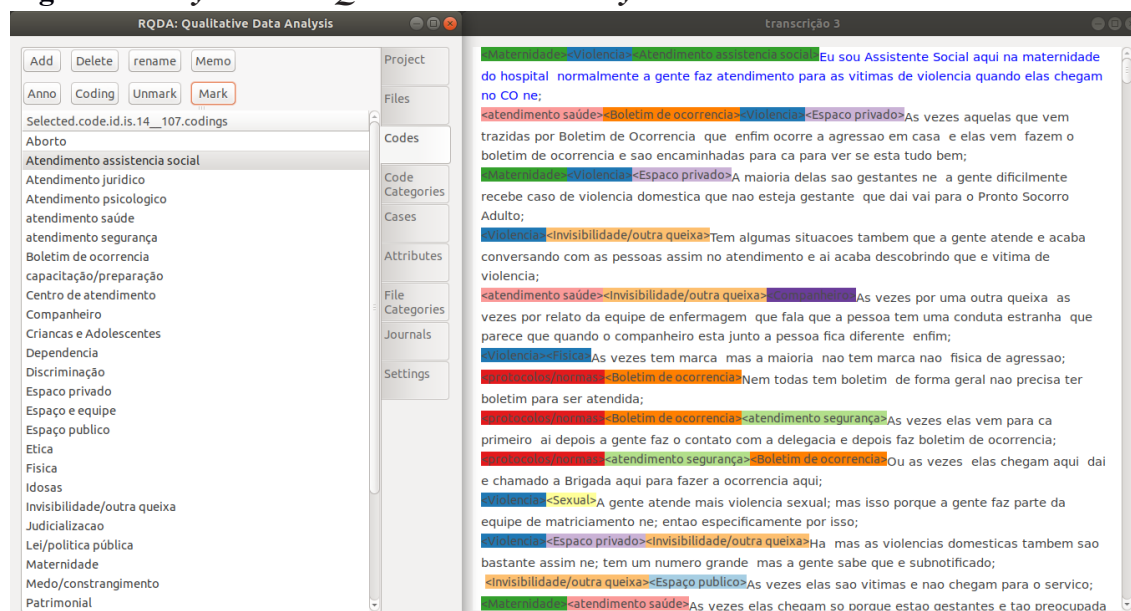 RQDA: Qualitative Data Analysis
Add Delete rename Memo
Anno Coding Unmark Mark
Selected.code.id.is.14__107.codings
Aborto
Atendimento assistencia social
Atendimento juridico
Atendimento psicologico
atendimento saúde
atendimento segurança
Boletim de ocorrencia
capacitação/preparação
Centro de atendimento
Companheiro
Criancas e Adolescentes
Dependencia
Discriminação
Espaco privado
Espaço e equipe
Espaço publico
Etica
Fisica
Idosas
Invisibilidade/outra queixa
Judicializacao
Lei/politica pública
Maternidade
Medo/constrangimento
Patrimonial
Project
Files
Codes
Code
Categories
Cases
Attributes
File
Categories
Journals
Settings
transcrição 3
<Maternidade><Violencia><Atendimento assistencia social>Eu sou Assistente Social aqui na maternidade
do hospital normalmente a gente faz atendimento para as vitimas de violencia quando elas chegam
no CO ne;
<atendimento saúde><Boletim de ocorrencia><Violencia><Espaco privado>As vezes aquelas que vem
trazidas por Boletim de Ocorrencia que enfim ocorre a agressao em casa e elas vem fazem o
boletim de ocorrencia e sao encaminhadas para ca para ver se esta tudo bem;
<Maternidade><Violencia><Espaco privado>A maioria delas sao gestantes ne a gente dificilmente
recebe caso de violencia domestica que nao esteja gestante que dai vai para o Pronto Socorro
Adulto;
<Violencia><Invisibilidade/outra queixa>Tem algumas situacoes tambem que a gente atende e acaba
conversando com as pessoas assim no atendimento e ai acaba descobrindo que e vitima de
violencia;
<atendimento saúde><Invisibilidade/outra queixa><Companheiro>As vezes por uma outra queixa as
vezes por relato da equipe de enfermagem que fala que a pessoa tem uma conduta estranha que
parece que quando o companheiro esta junto a pessoa fica diferente enfim;
<Violencia><Fisica>As vezes tem marca mas a maioria nao tem marca nao fisica de agressao;
<protocolos/normas><Boletim de ocorrencia>Nem todas tem boletim de forma geral nao precisa ter
boletim para ser atendida;
<protocolos/normas><Boletim de ocorrencia><atendimento segurança>As vezes elas vem para ca
primeiro ai depois a gente faz o contato com a delegacia e depois faz boletim de ocorrencia;
<protocolos/normas><atendimento segurança><Boletim de ocorrencia>Ou as vezes elas chegam aqui dai
e chamado a Brigada aqui para fazer a ocorrencia aqui;
<Violencia><Sexual>A gente atende mais violencia sexual; mas isso porque a gente faz parte da
equipe de matriciamento ne; entao especificamente por isso;
<Violencia><Espaco privado><Invisibilidade/outra queixa>Ha mas as violencias domesticas tambem sao
bastante assim ne; tem um numero grande mas a gente sabe que e subnotificado;
<Invisibilidade/outra queixa><Espaço publico>As vezes elas sao vitimas e nao chegam para o servico;
<Maternidade><atendimento saúde>As vezes elas chegam so porque estao gestantes e tao preocupada